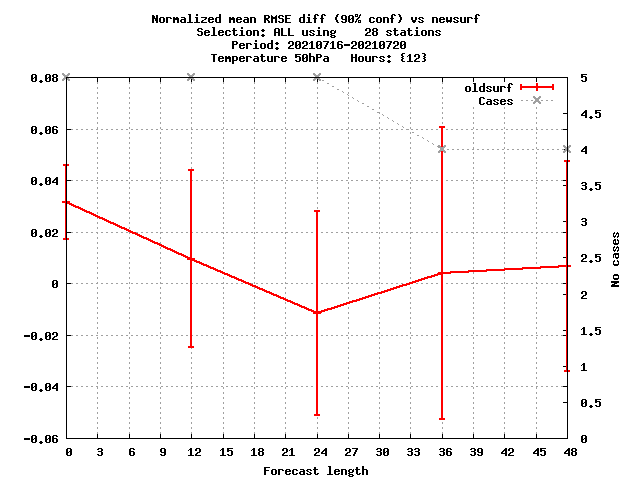 Normalized mean RMSE diff (90% conf) vs newsurf
Selection: ALL using    28 stations
Period: 20210716-20210720
Temperature 50hPa   Hours: {12}
oldsurf
Cases
0.08
0.06
0.04
0.02
0
-0.02
-0.04
-0.06
5
4.5
4
3.5
3
2.5
2
1.5
1
0.5
0
No cases
0 3 6 9 12 15 18 21 24 27 30 33 36 39 42 45 48
Forecast length